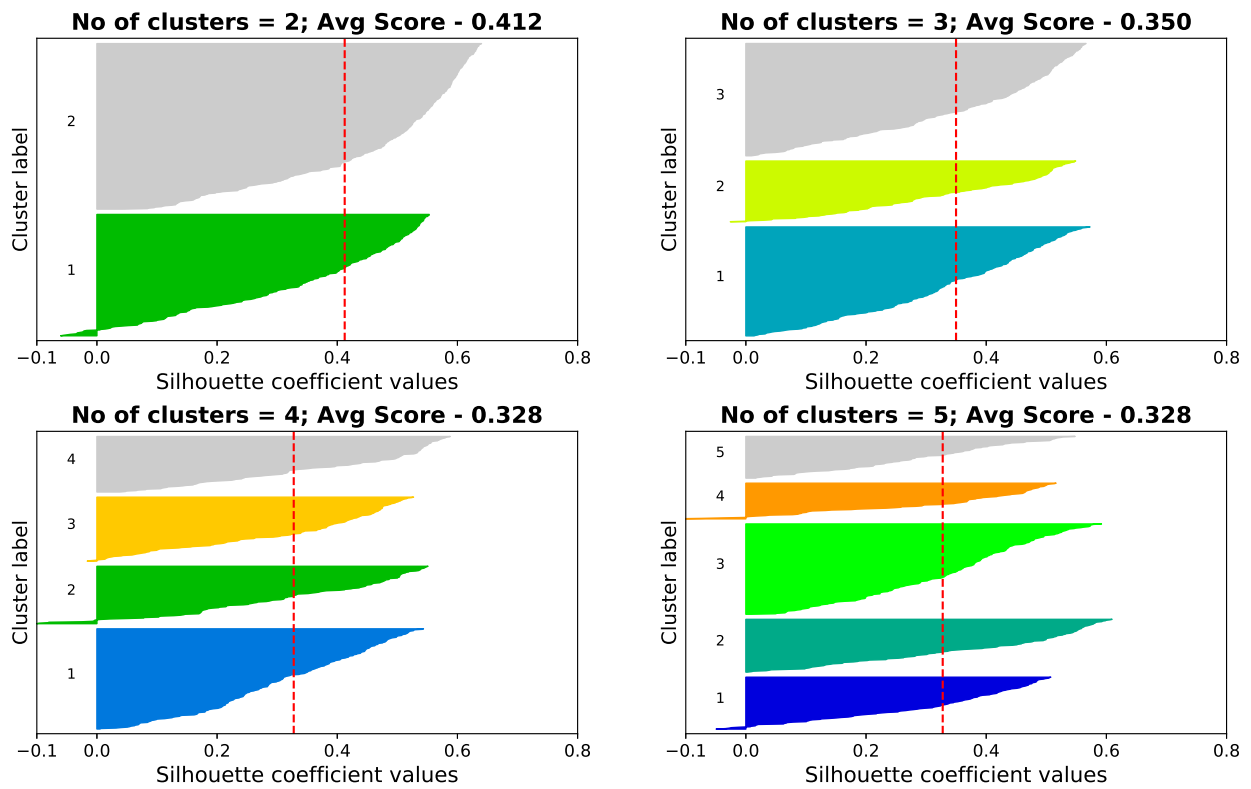 No of clusters = 2; Avg Score - 0.412
Cluster label
2
1
−0.1 0.0 0.2 0.4 0.6 0.8
Silhouette coefficient values
No of clusters = 3; Avg Score - 0.350
Cluster label
3
2
1
−0.1 0.0 0.2 0.4 0.6 0.8
Silhouette coefficient values
No of clusters = 4; Avg Score - 0.328
Cluster label
4
3
2
1
−0.1 0.0 0.2 0.4 0.6 0.8
Silhouette coefficient values
No of clusters = 5; Avg Score - 0.328
Cluster label
5
4
3
2
1
−0.1 0.0 0.2 0.4 0.6 0.8
Silhouette coefficient values